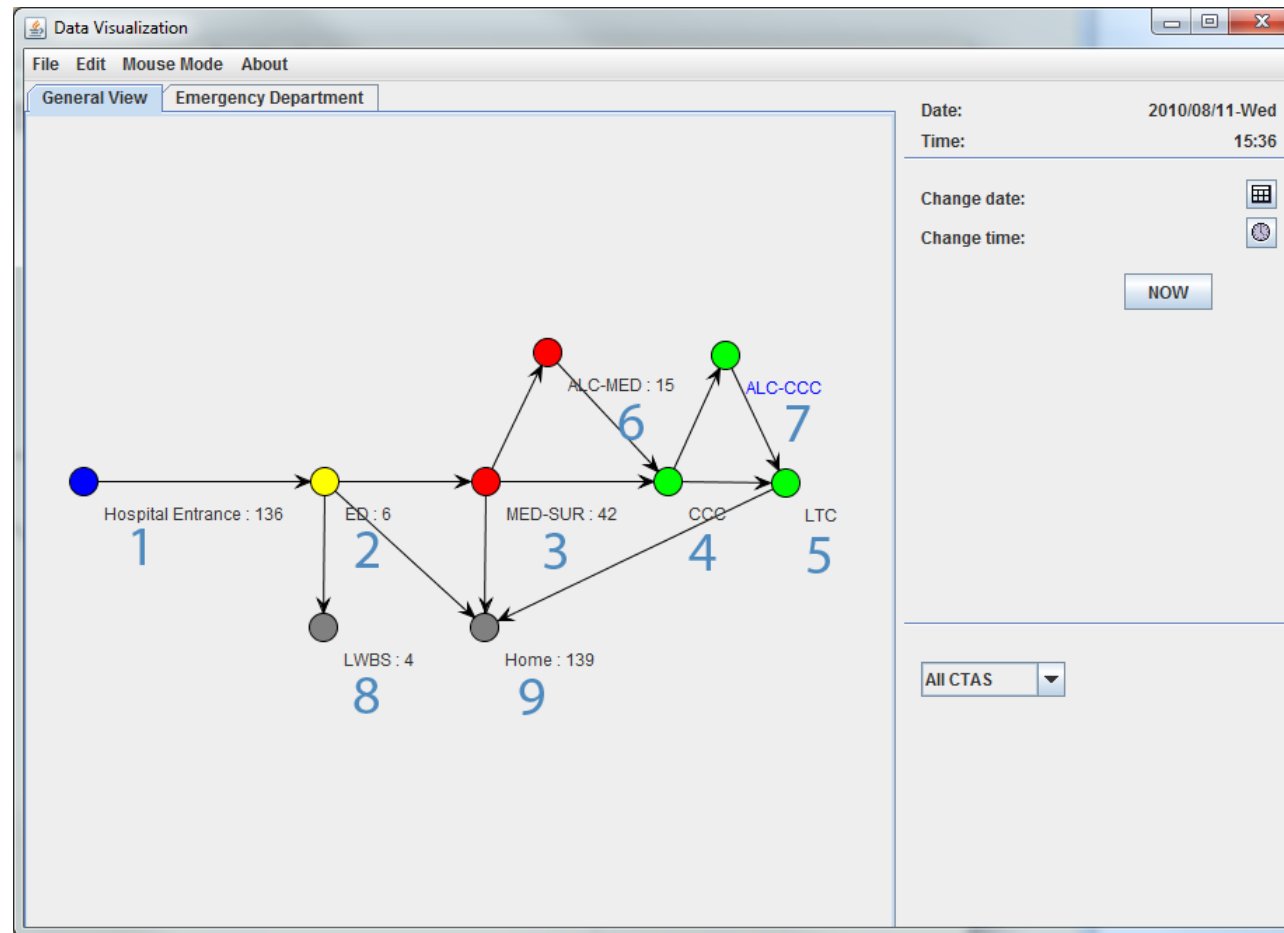 Data Visualization
File Edit Mouse Mode About
General View Emergency Department
Date: 2010/08/11-Wed
Time: 15:36
Change date:
Change time:
NOW
ALC-MED : 15 ALC-CCC
6 7
Hospital Entrance : 136 ED : 6 MED-SUR : 42 CCC LTC
1 2 3 4 5
LWBS : 4 Home : 139
8 9
All CTAS